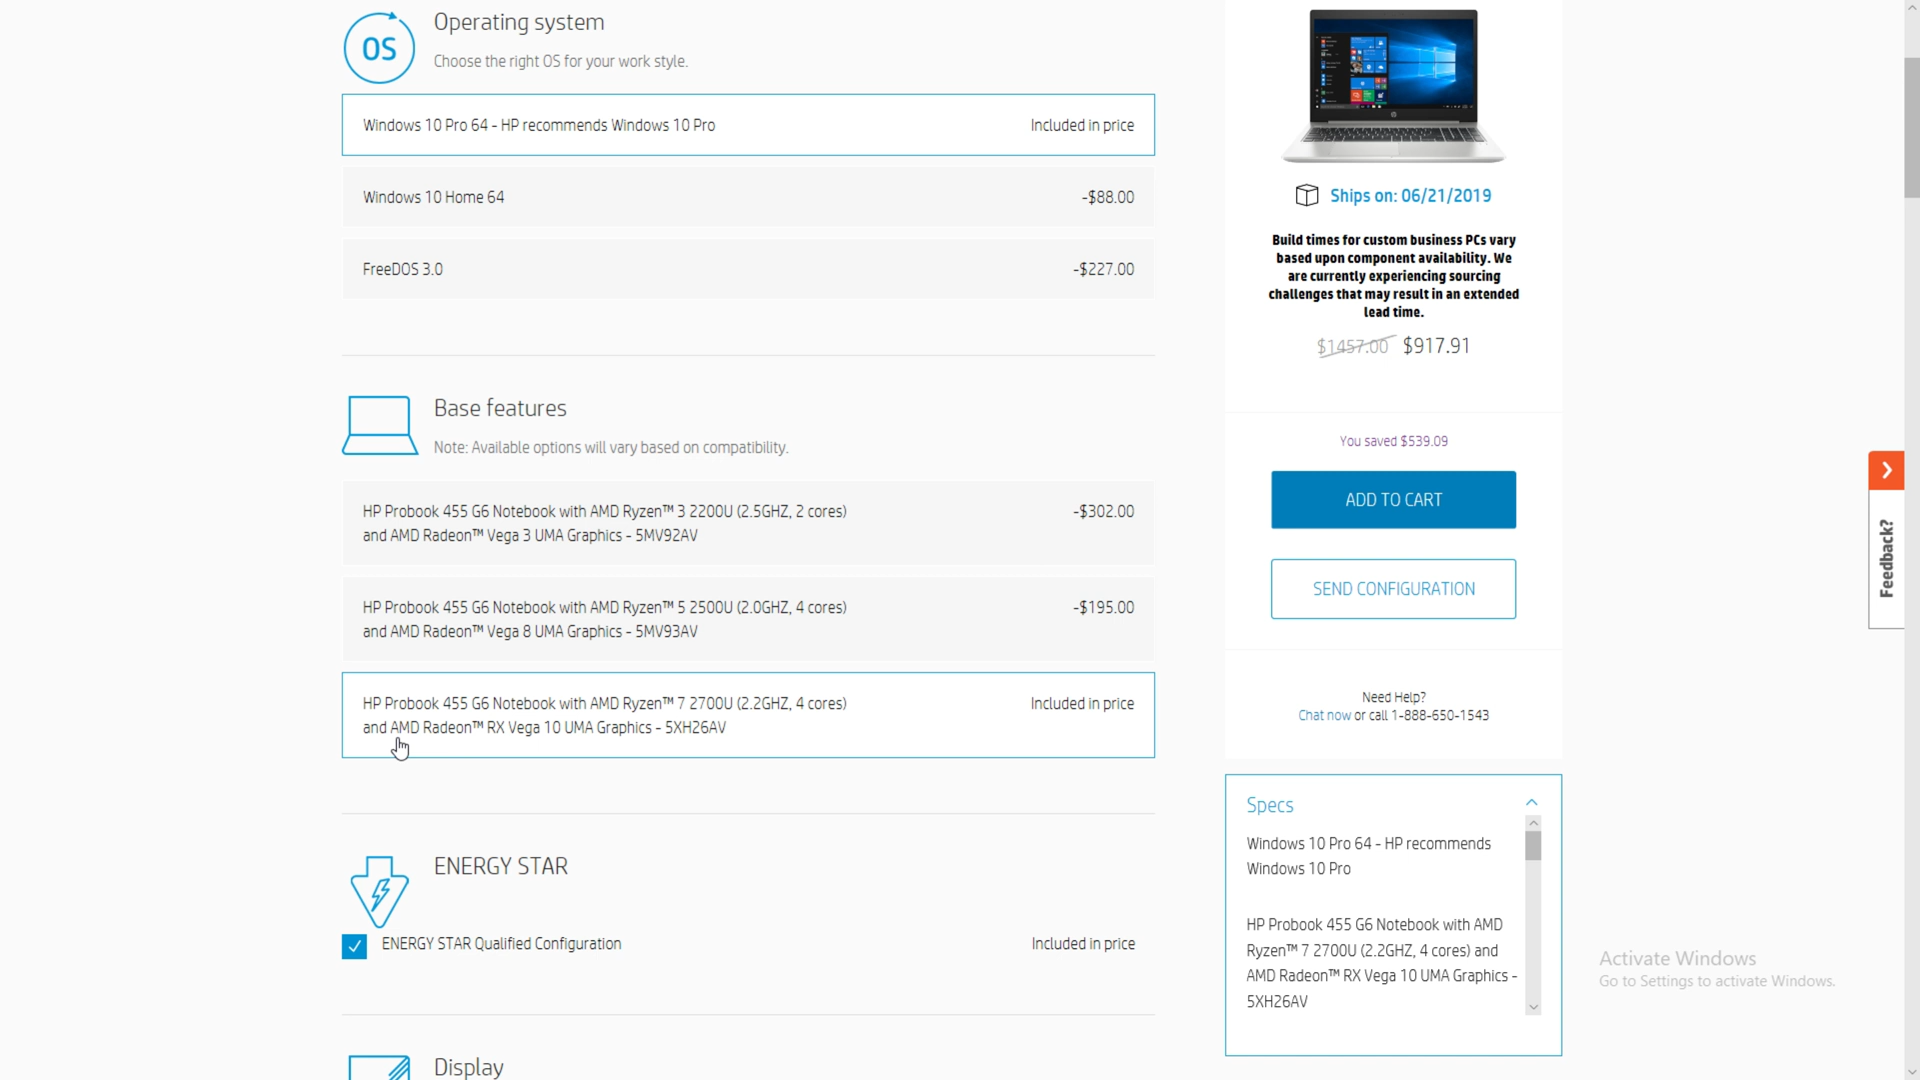 OS
Operating system
Choose the right OS for your work style.
Windows 10 Pro 64 - HP recommends Windows 10 Pro
Included in price
Windows 10 Home 64
-$88.00
FreeDOS 3.0
-$227.00
Base features
Note: Available options will vary based on compatibility.
HP Probook 455 G6 Notebook with AMD Ryzen™ 3 2200U (2.5GHZ, 2 cores)
and AMD Radeon™ Vega 3 UMA Graphics - 5MV92AV
-$302.00
HP Probook 455 G6 Notebook with AMD Ryzen™ 5 2500U (2.0GHZ, 4 cores)
and AMD Radeon™ Vega 8 UMA Graphics - 5MV93AV
-$195.00
HP Probook 455 G6 Notebook with AMD Ryzen™ 7 2700U (2.2GHZ, 4 cores)
and AMD Radeon™ RX Vega 10 UMA Graphics - 5XH26AV
Included in price
ENERGY STAR
ENERGY STAR Qualified Configuration
Included in price
Display
Ships on: 06/21/2019
Build times for custom business PCs vary
based upon component availability. We
are currently experiencing sourcing
challenges that may result in an extended
lead time.
$1457.00 $917.91
You saved $539.09
ADD TO CART
SEND CONFIGURATION
Need Help?
Chat now or call 1-888-650-1543
Specs
Windows 10 Pro 64 - HP recommends
Windows 10 Pro
HP Probook 455 G6 Notebook with AMD
Ryzen™ 7 2700U (2.2GHZ, 4 cores) and
AMD Radeon™ RX Vega 10 UMA Graphics -
5XH26AV
Feedback?
Activate Windows
Go to Settings to activate Windows.